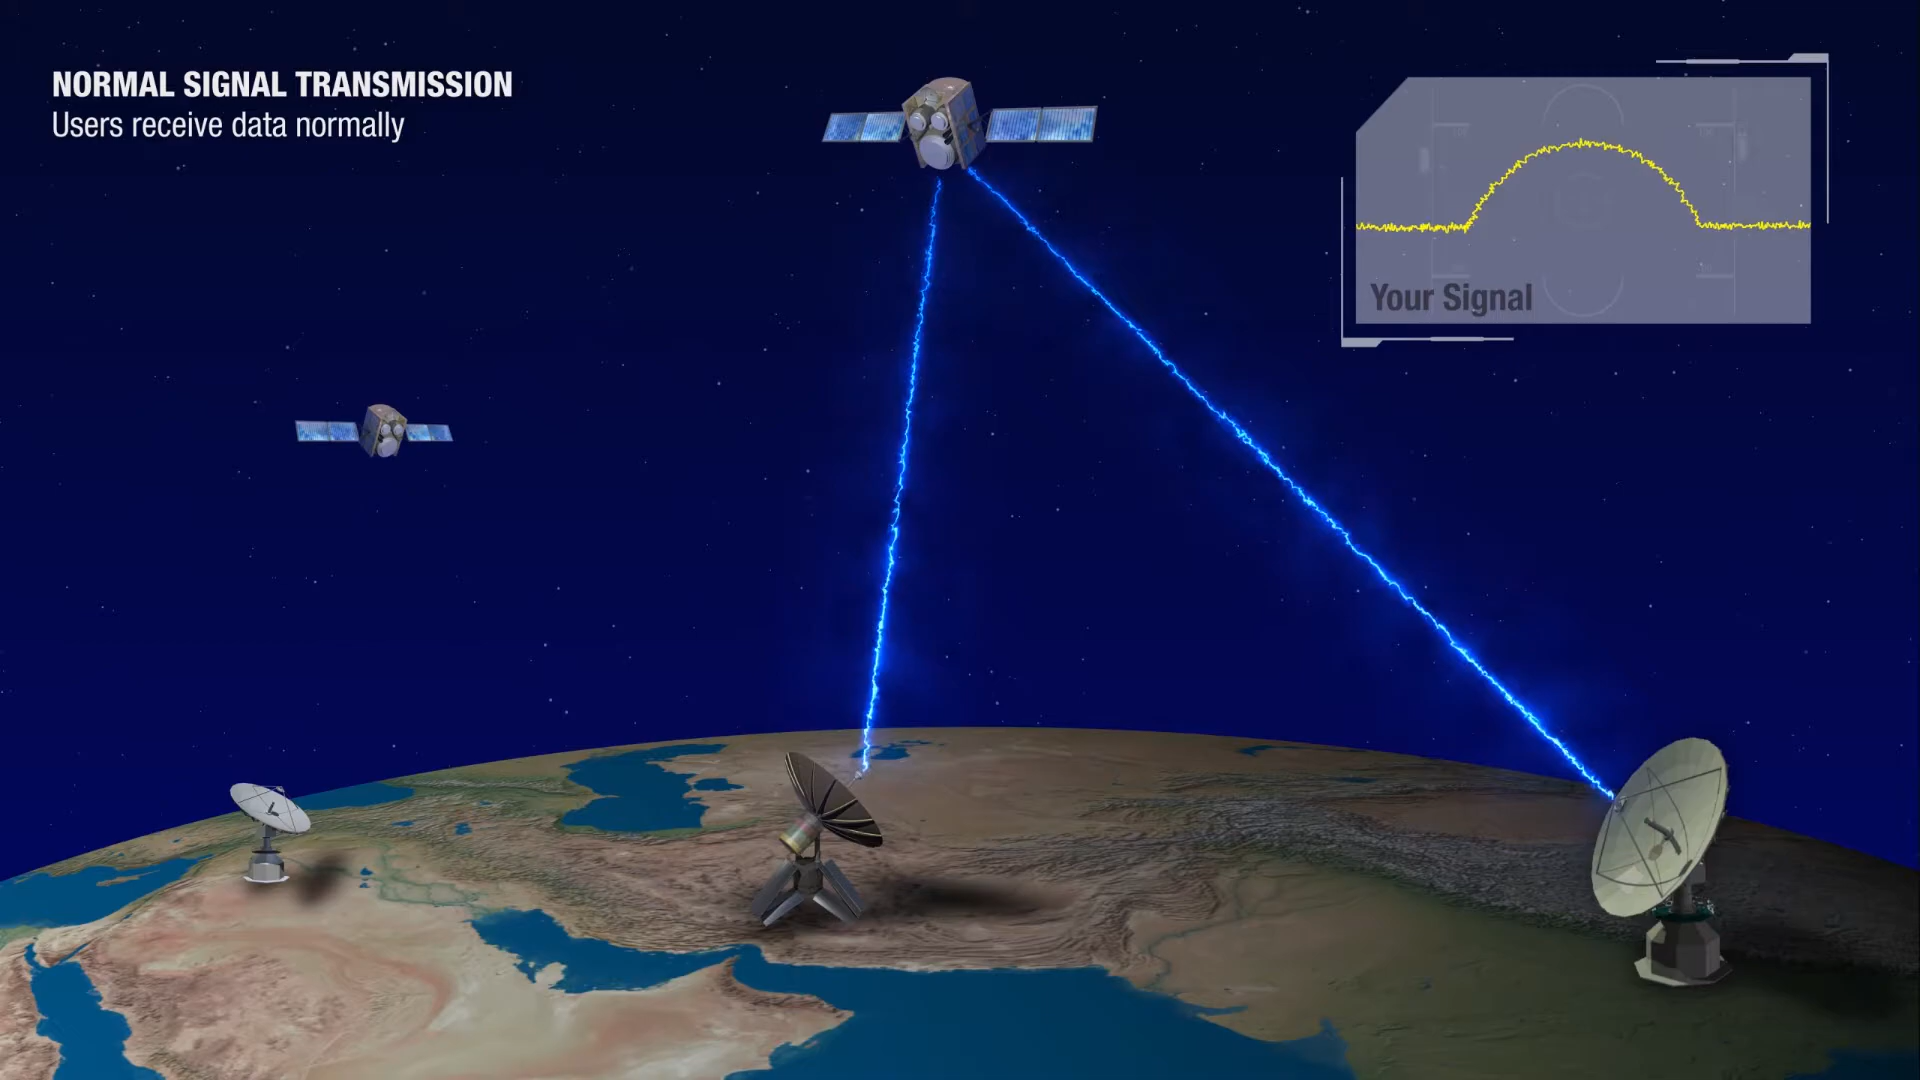 NORMAL SIGNAL TRANSMISSION
Users receive data normally
Your Signal